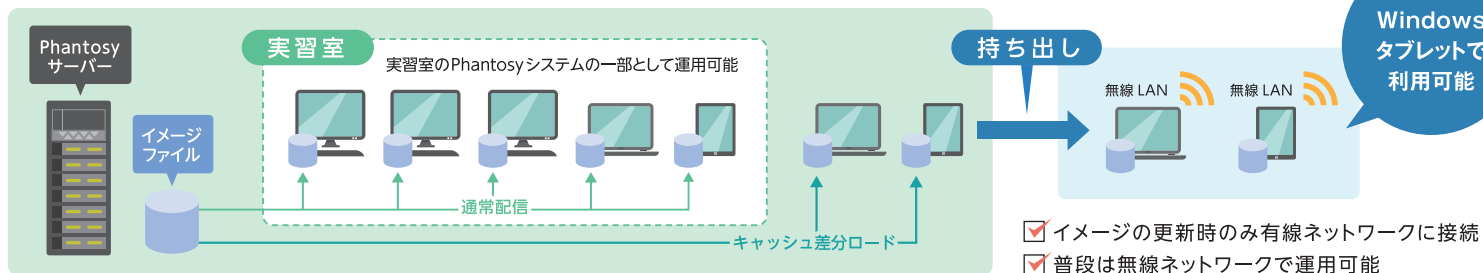 Phantosy
サーバー
イメージ
ファイル
実習室
実習室のPhantosyシステムの一部として運用可能
通常配信
キャッシュ差分ロード
持ち出し
無線 LAN
無線 LAN
Windows
タブレットで
利用可能
イメージの更新時のみ有線ネットワークに接続
普段は無線ネットワークで運用可能